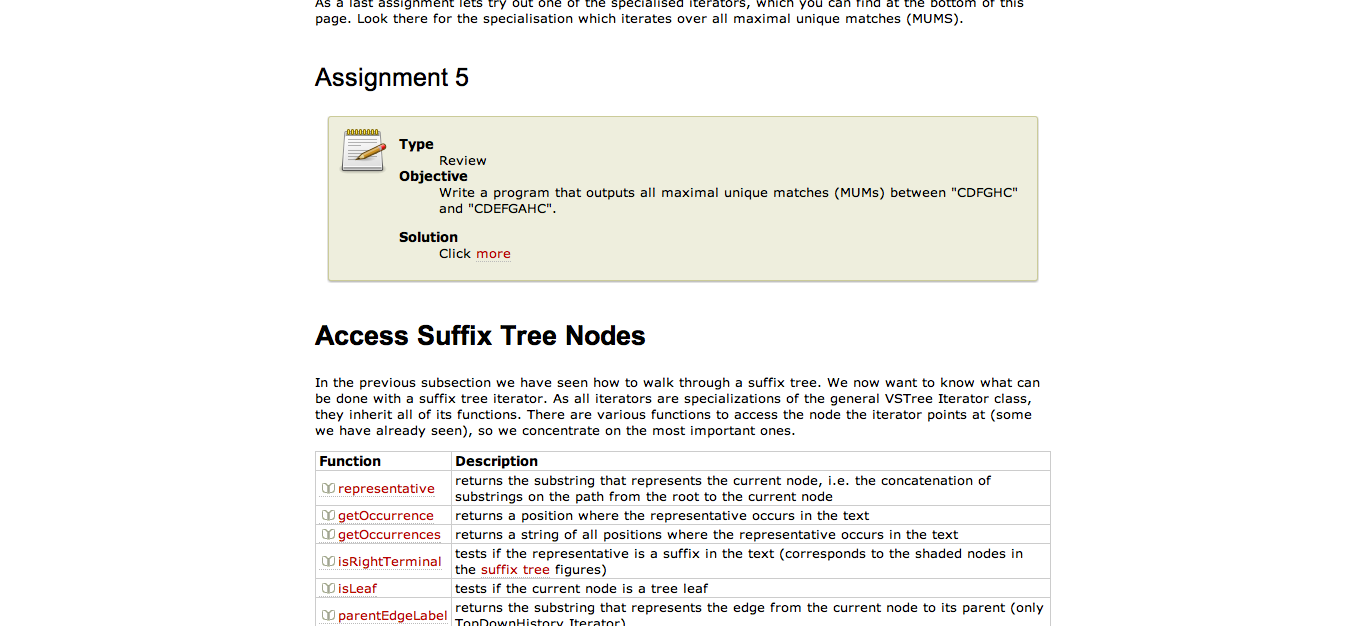 As a last assignment lets try out one of the specialised iterators, which you can find at the bottom of this
page. Look there for the specialisation which iterates over all maximal unique matches (MUMS).
Assignment 5
Type
Review
Objective
Write a program that outputs all maximal unique matches (MUMs) between "CDFGHC"
and "CDEFGAHC".
Solution
Click more
Access Suffix Tree Nodes
In the previous subsection we have seen how to walk through a suffix tree. We now want to know what can
be done with a suffix tree iterator. As all iterators are specializations of the general VSTree Iterator class,
they inherit all of its functions. There are various functions to access the node the iterator points at (some
we have already seen), so we concentrate on the most important ones.
Function Description
representative returns the substring that represents the current node, i.e. the concatenation of
substrings on the path from the root to the current node
getOccurrence returns a position where the representative occurs in the text
getOccurrences returns a string of all positions where the representative occurs in the text
isRightTerminal tests if the representative is a suffix in the text (corresponds to the shaded nodes in
the suffix tree figures)
isLeaf tests if the current node is a tree leaf
parentEdgeLabel returns the substring that represents the edge from the current node to its parent (only
TopDownHistory Iterator)